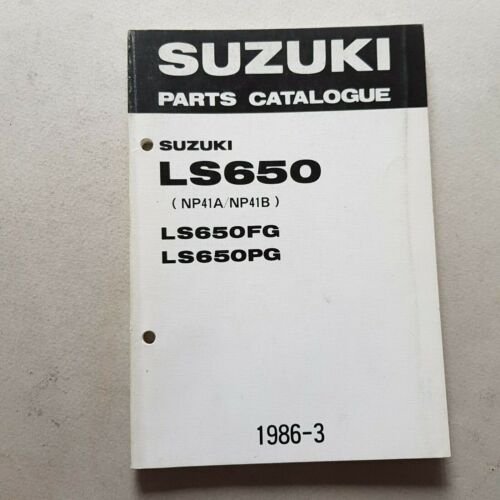 SUZUKI
PARTS CATALOGUE
SUZUKI
LS650
( NP41A/NP41B )
LS650FG
LS650PG
1986-3